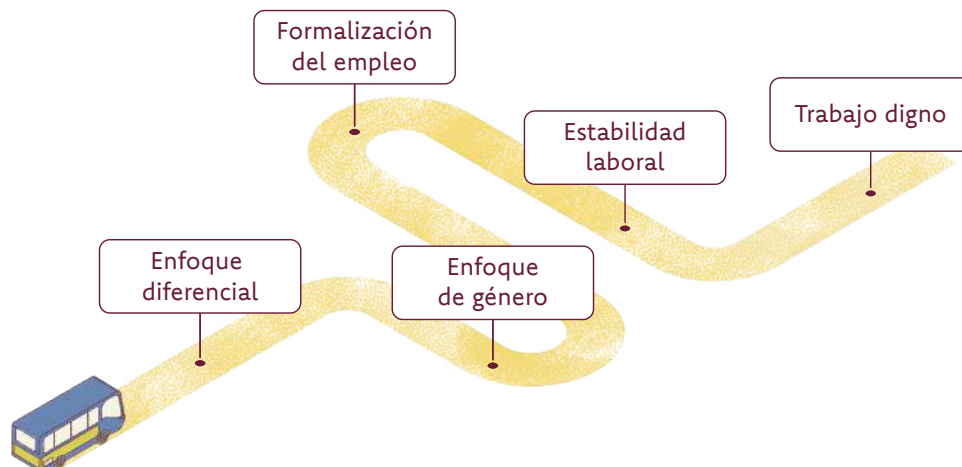 Formalización
del empleo
Estabilidad
laboral
Trabajo digno
Enfoque
diferencial
Enfoque
de género